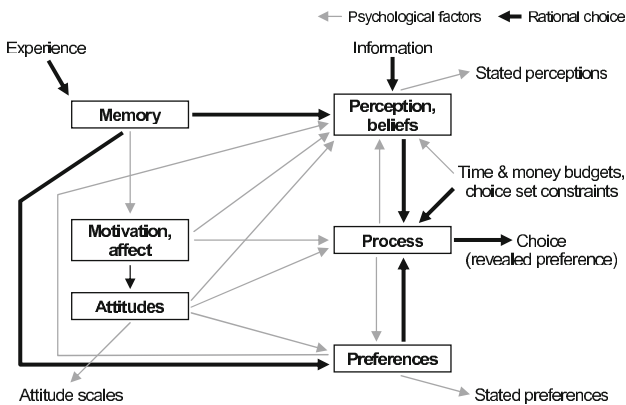 Psychological factors
Rational choice
Experience
Information
Stated perceptions
Memory
Perception,
beliefs
Time & money budgets,
choice set constraints
Motivation,
affect
Process
Choice
(revealed preference)
Attitudes
Preferences
Attitude scales
Stated preferences